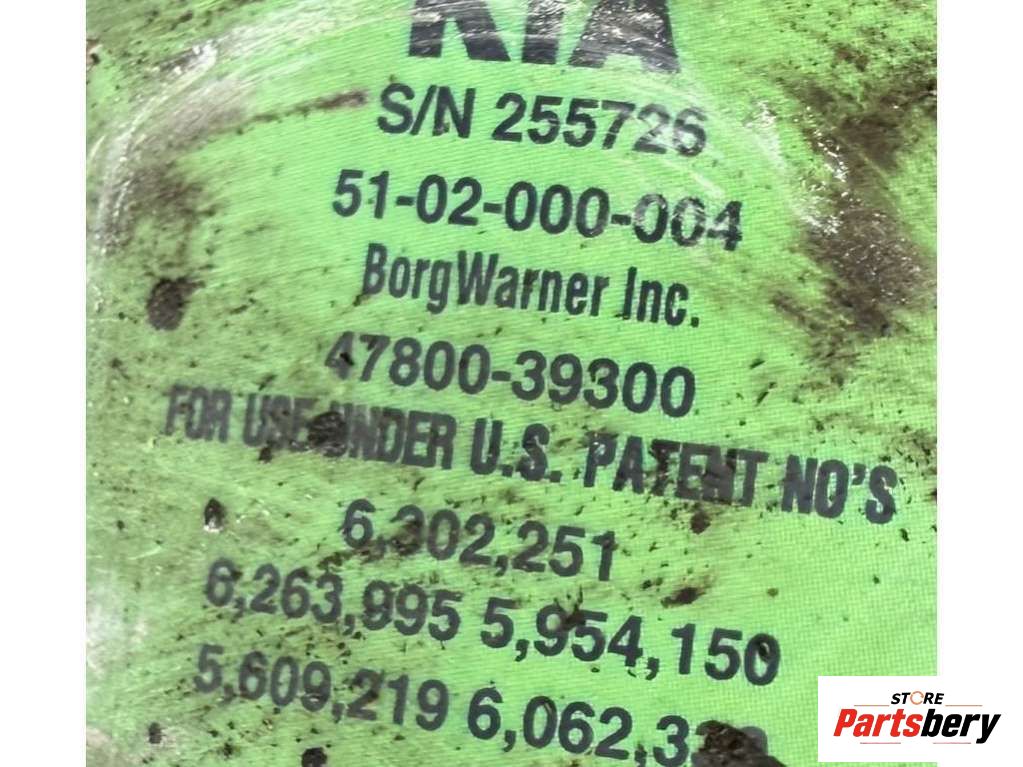 KIA
S/N 255726
51-02-000-004
BorgWarner Inc.
47800-39300
FOR USE UNDER U.S. PATENT NO'S
6,302,251
6,263,995 5,954,150
5,609,219
STORE
Partsbery